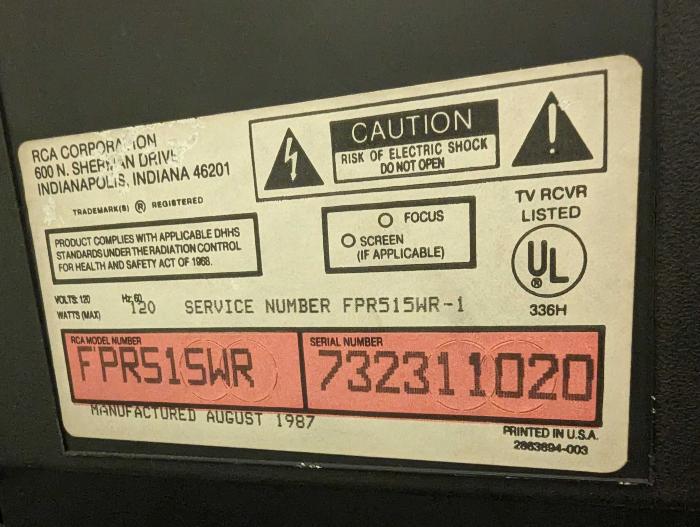 RCA CORPORATION
600 N. SHERMAN DRIVE
INDIANAPOLIS, INDIANA 46201
TRADEMARK(S) ® REGISTERED
CAUTION
RISK OF ELECTRIC SHOCK
DO NOT OPEN
PRODUCT COMPLIES WITH APPLICABLE DHHS
STANDARDS UNDER THE RADIATION CONTROL
FOR HEALTH AND SAFETY ACT OF 1968.
FOCUS
SCREEN
(IF APPLICABLE)
TV RCVR
LISTED
UL
®
336H
VOLTS: 120 Hz: 60
WATTS (MAX) 120 SERVICE NUMBER FPR515WR-1
RCA MODEL NUMBER
FPR515WR
SERIAL NUMBER
732311020
MANUFACTURED AUGUST 1987
PRINTED IN U.S.A.
2863894-003